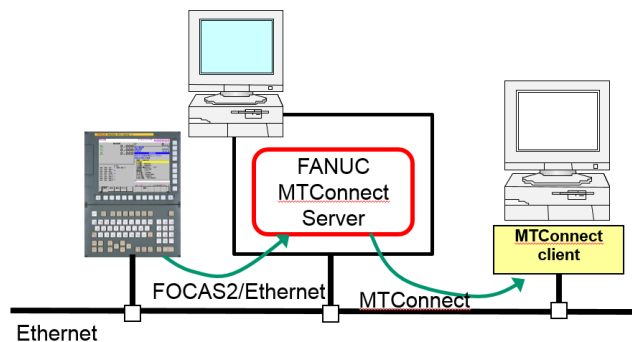 FANUC
MTConnect
Server
MTConnect
client
FOCAS2/Ethernet
MTConnect
Ethernet